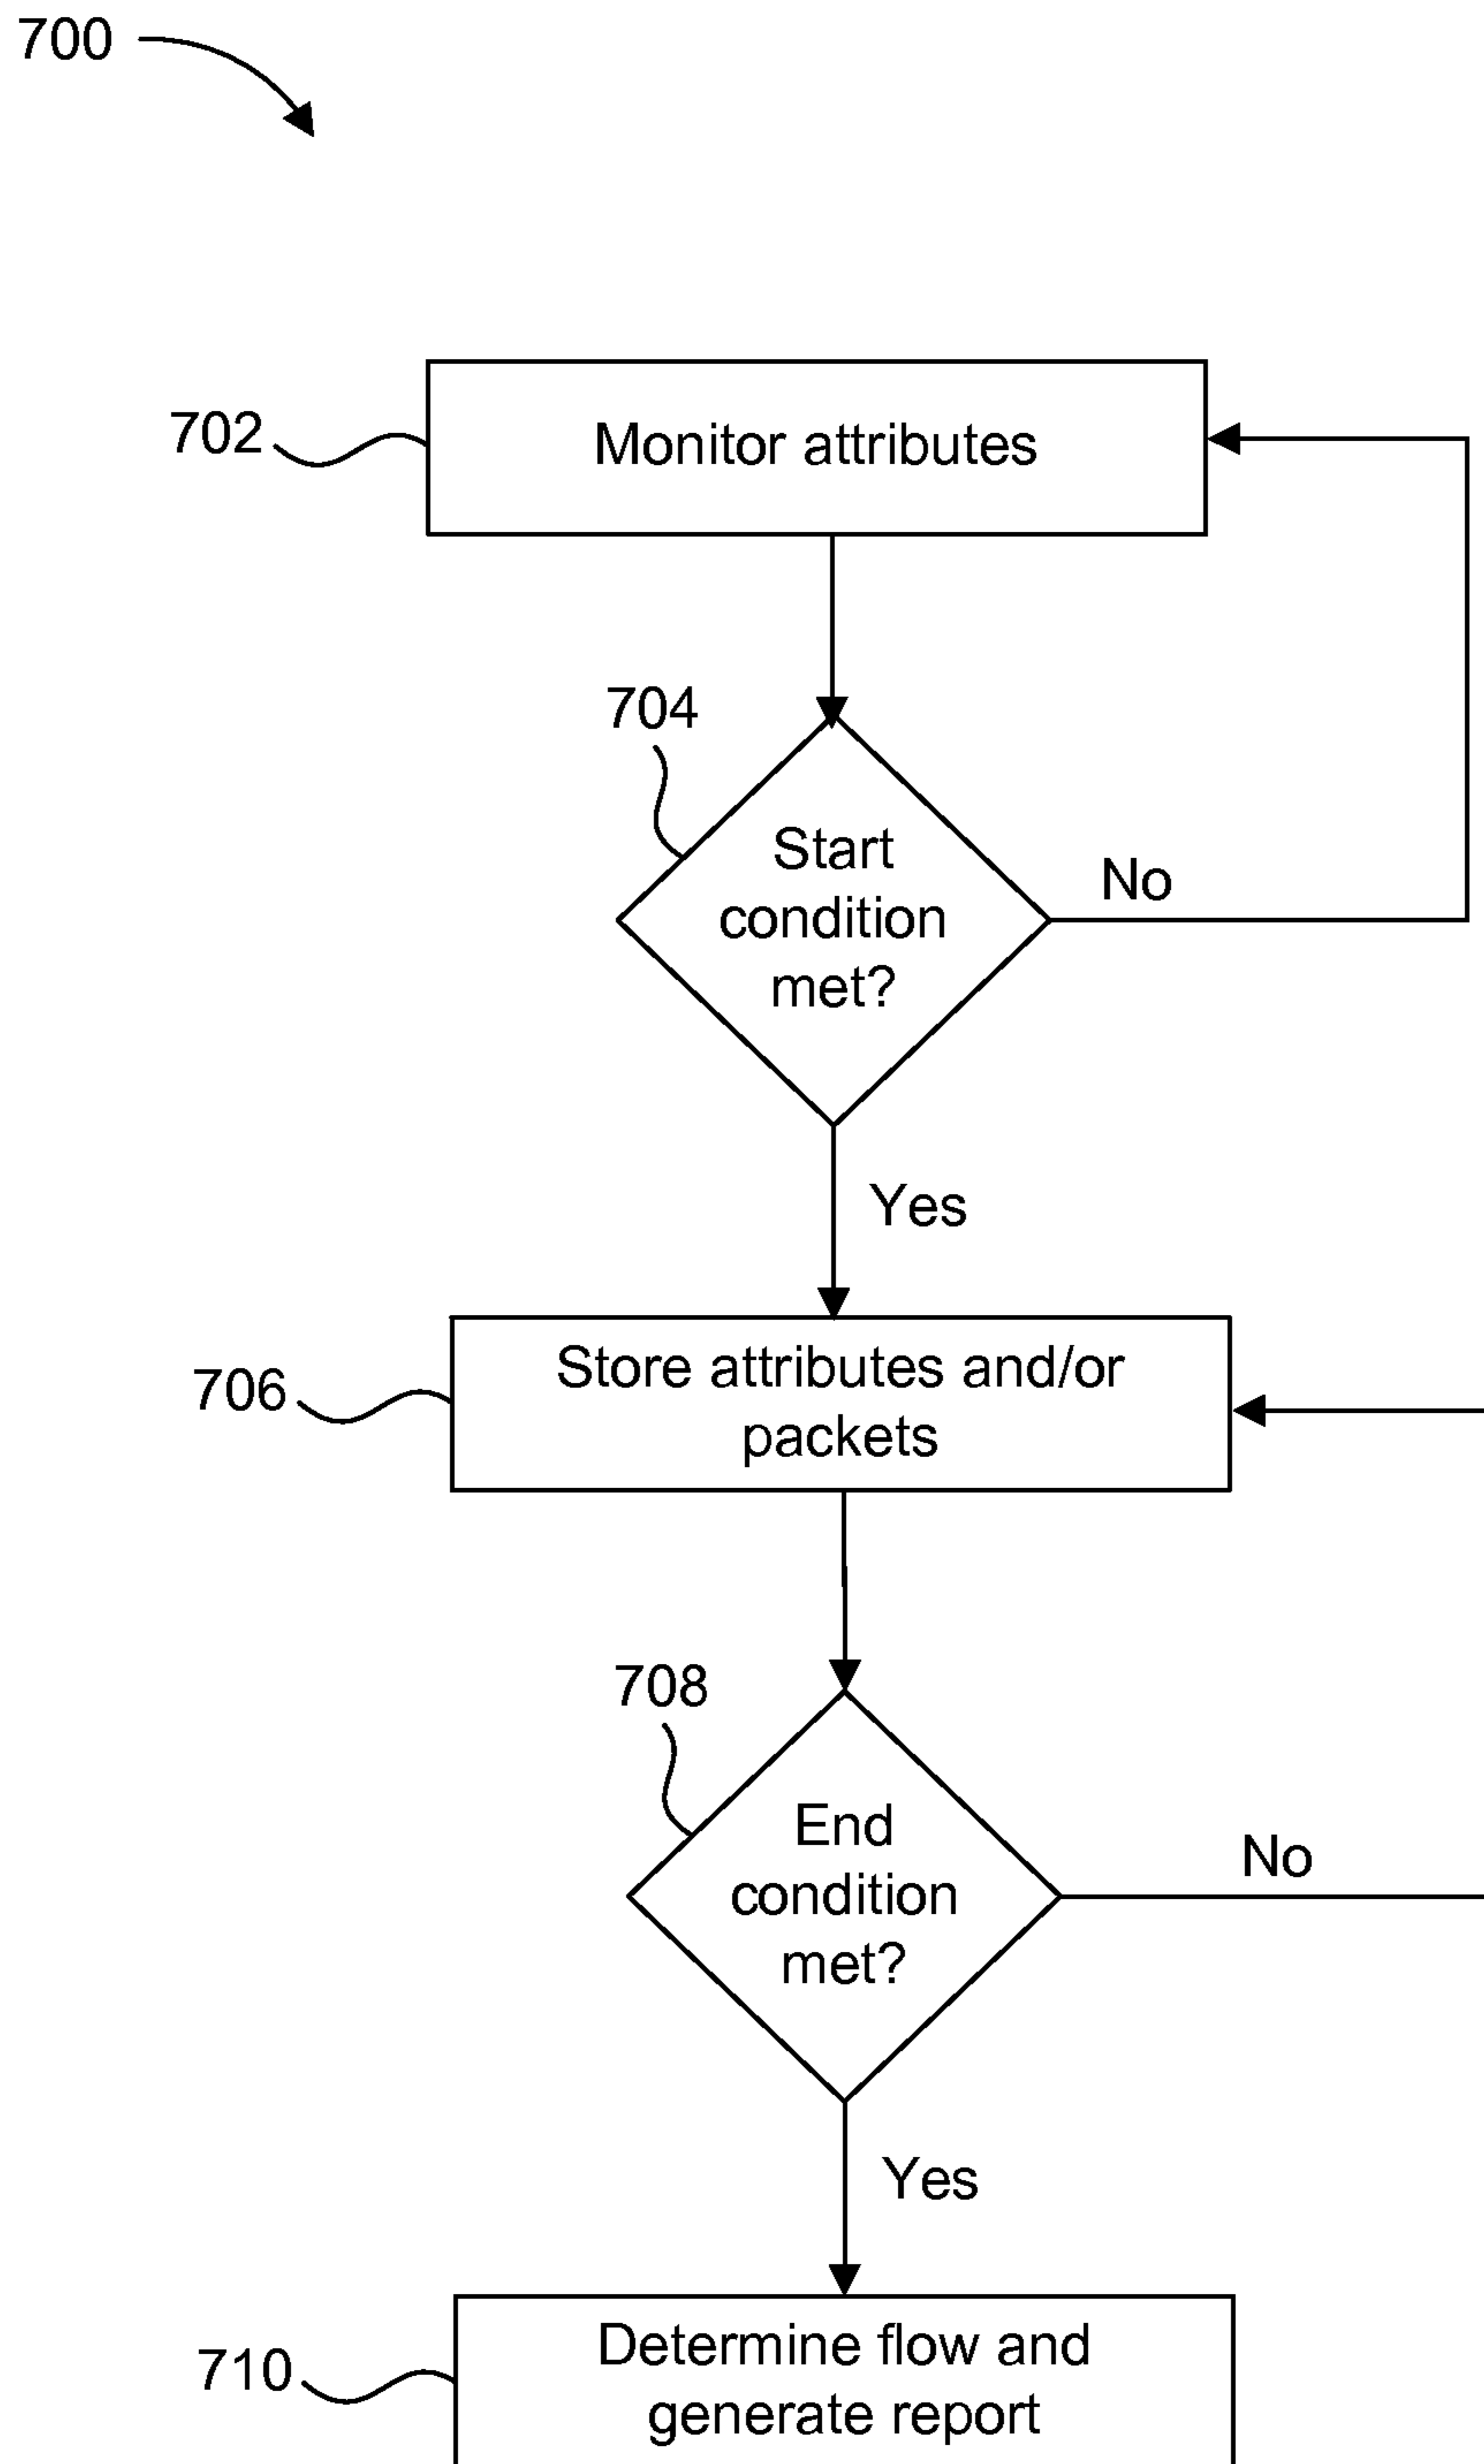 700
702
Monitor attributes
704
Start
condition
met?
No
Yes
706
Store attributes and/or
packets
708
End
condition
met?
No
Yes
710
Determine flow and
generate report